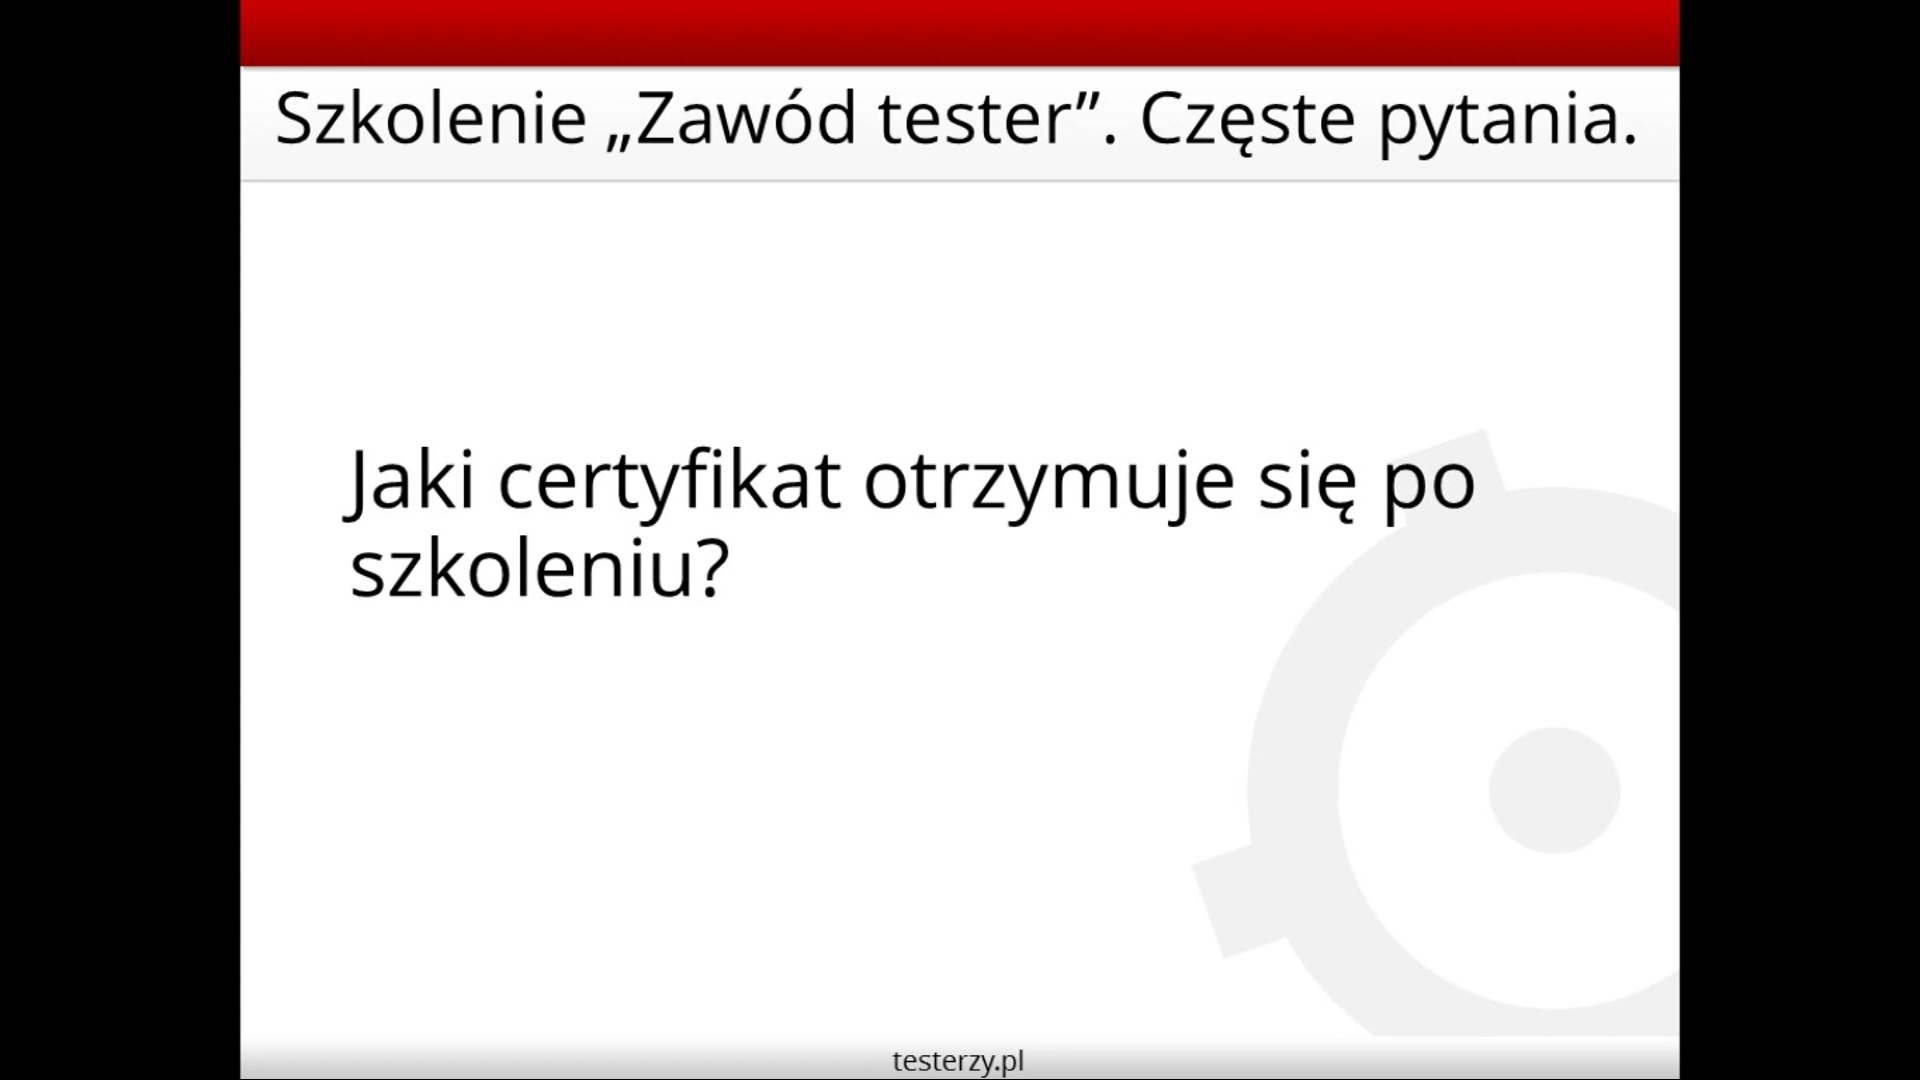 Szkolenie „Zawód tester”. Częste pytania.
Jaki certyfikat otrzymuje się po
szkoleniu?
testerzy.pl